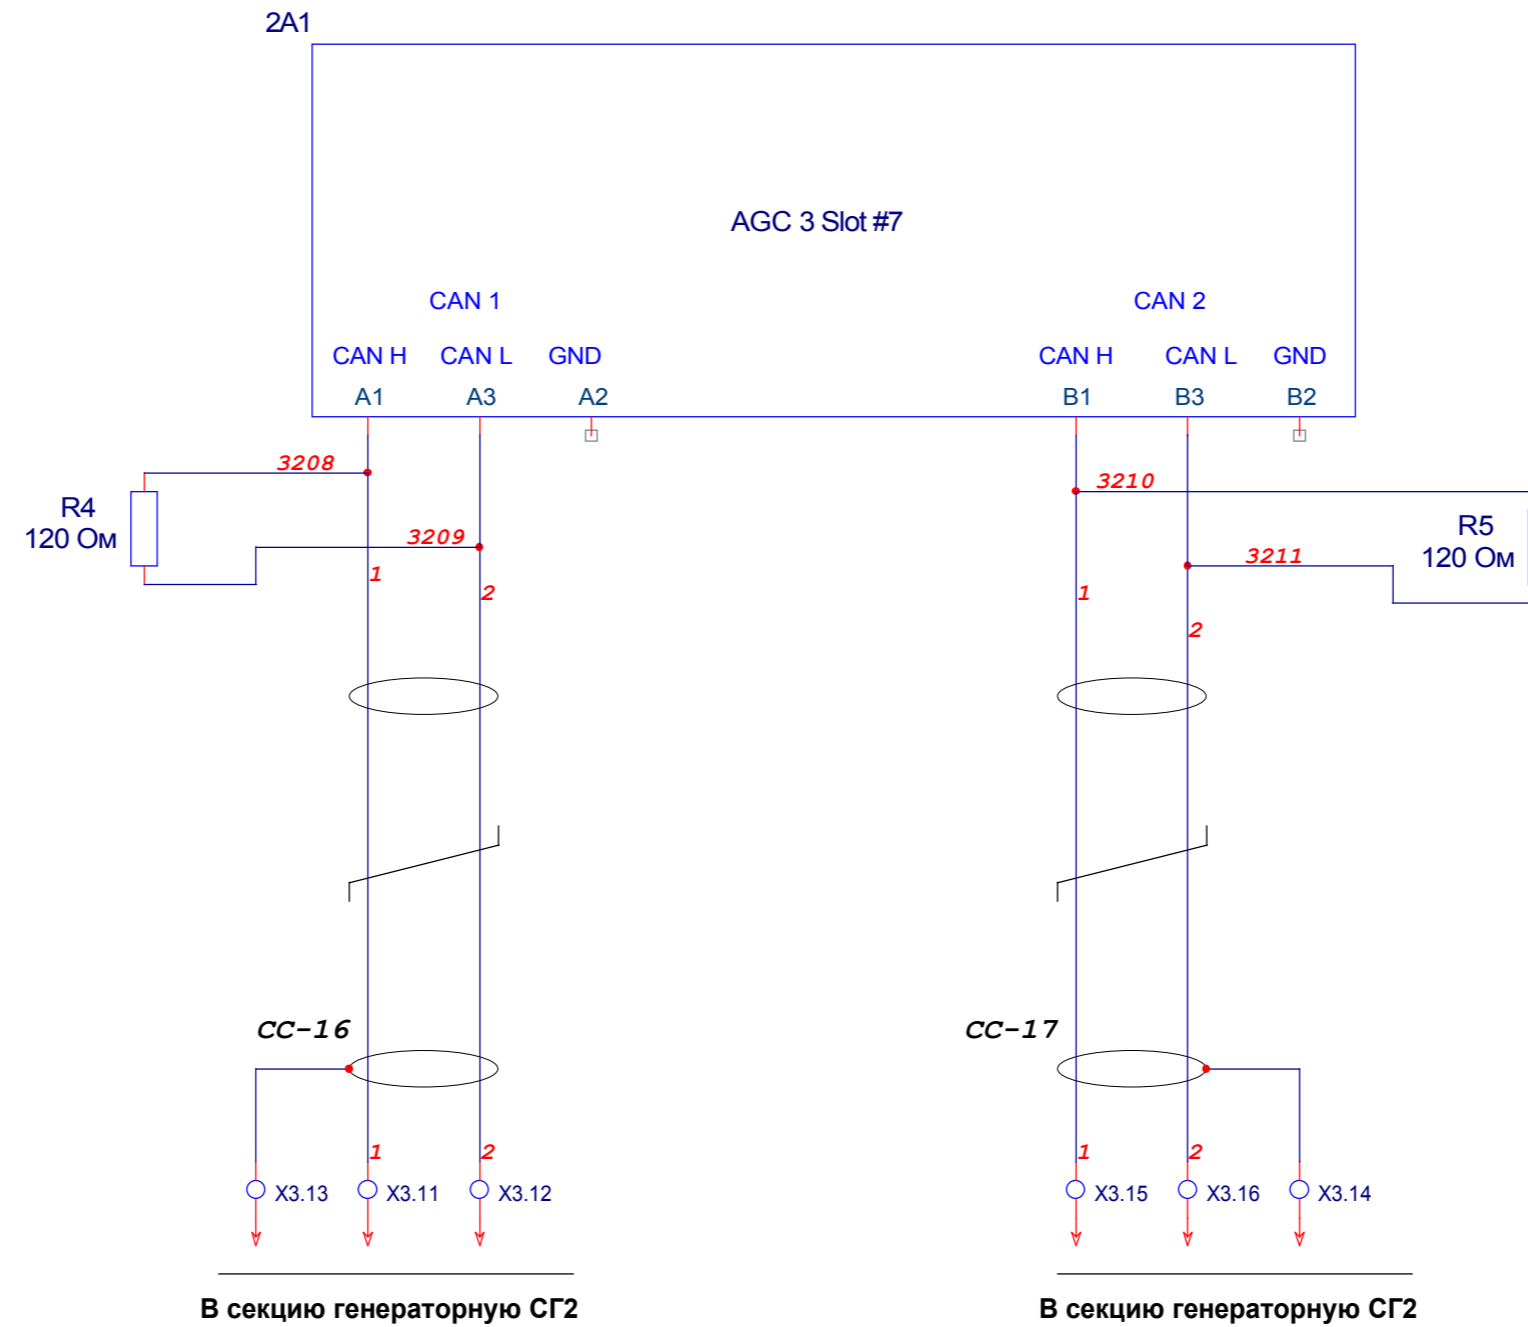 2A1
AGC 3 Slot #7
CAN 1
CAN 2
CAN H CAN L GND
CAN H CAN L GND
A1 A3 A2
B1 B3 B2
3208
3210
R4
120 Ом
3209
R5
120 Ом
3211
1
2
1
2
CC-16
CC-17
1
2
1
2
X3.13 X3.11 X3.12
X3.15 X3.16 X3.14
В секцию генераторную СГ2
В секцию генераторную СГ2